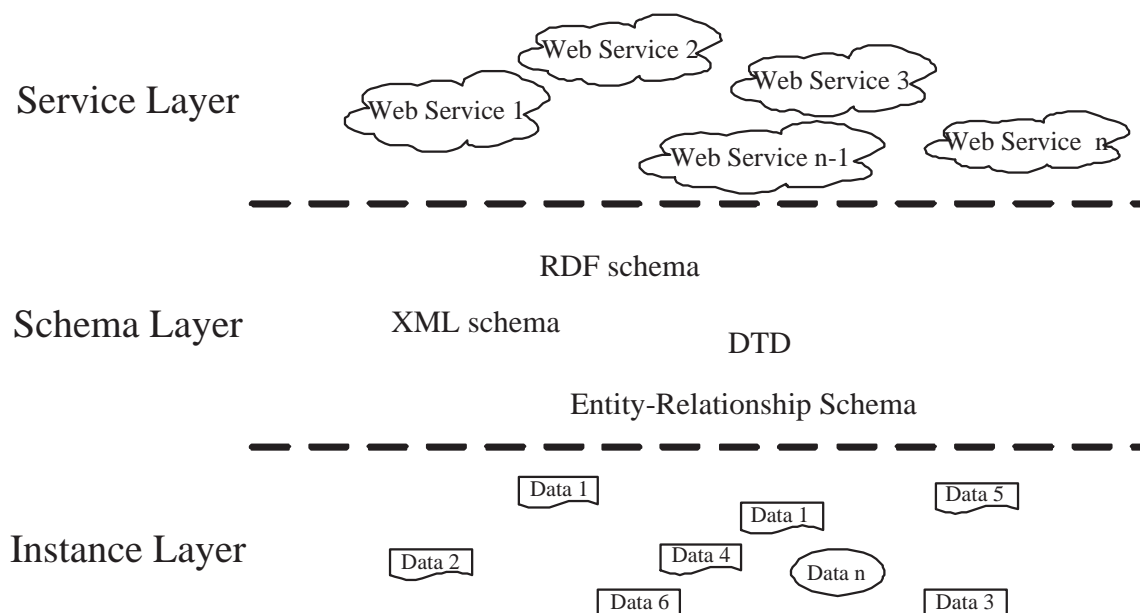 Service Layer
Web Service 1
Web Service 2
Web Service 3
Web Service n-1
Web Service n
Schema Layer
RDF schema
XML schema
DTD
Entity-Relationship Schema
Instance Layer
Data 1
Data 5
Data 1
Data 2
Data 4
Data n
Data 6
Data 3